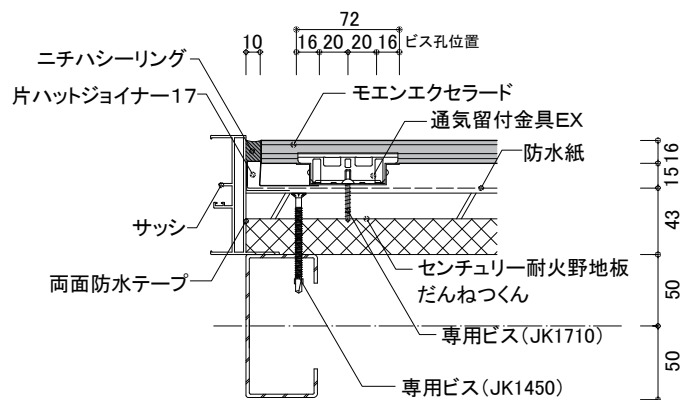 72
10
16
20
20
16
ビス孔位置
ニチハシーリング
片ハットジョイナー17
モエンエクセラード
通気留付金具EX
防水紙
16
15
43
50
50
サッシ
両面防水テープ
センチュリー耐火野地板
だんねつくん
専用ビス(JK1710)
専用ビス(JK1450)